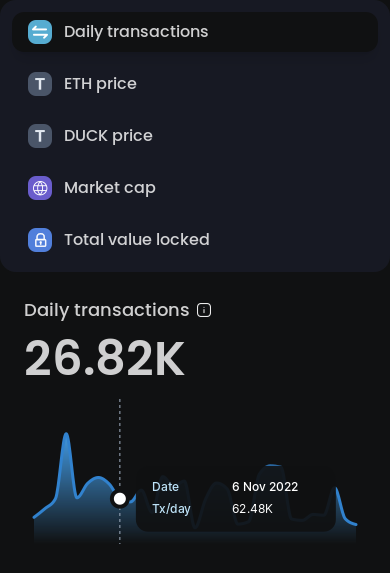 Daily transactions
T ETH price
T DUCK price
Market cap
Total value locked
Daily transactions
26.82K
Date 6 Nov 2022
Tx/day 62.48K